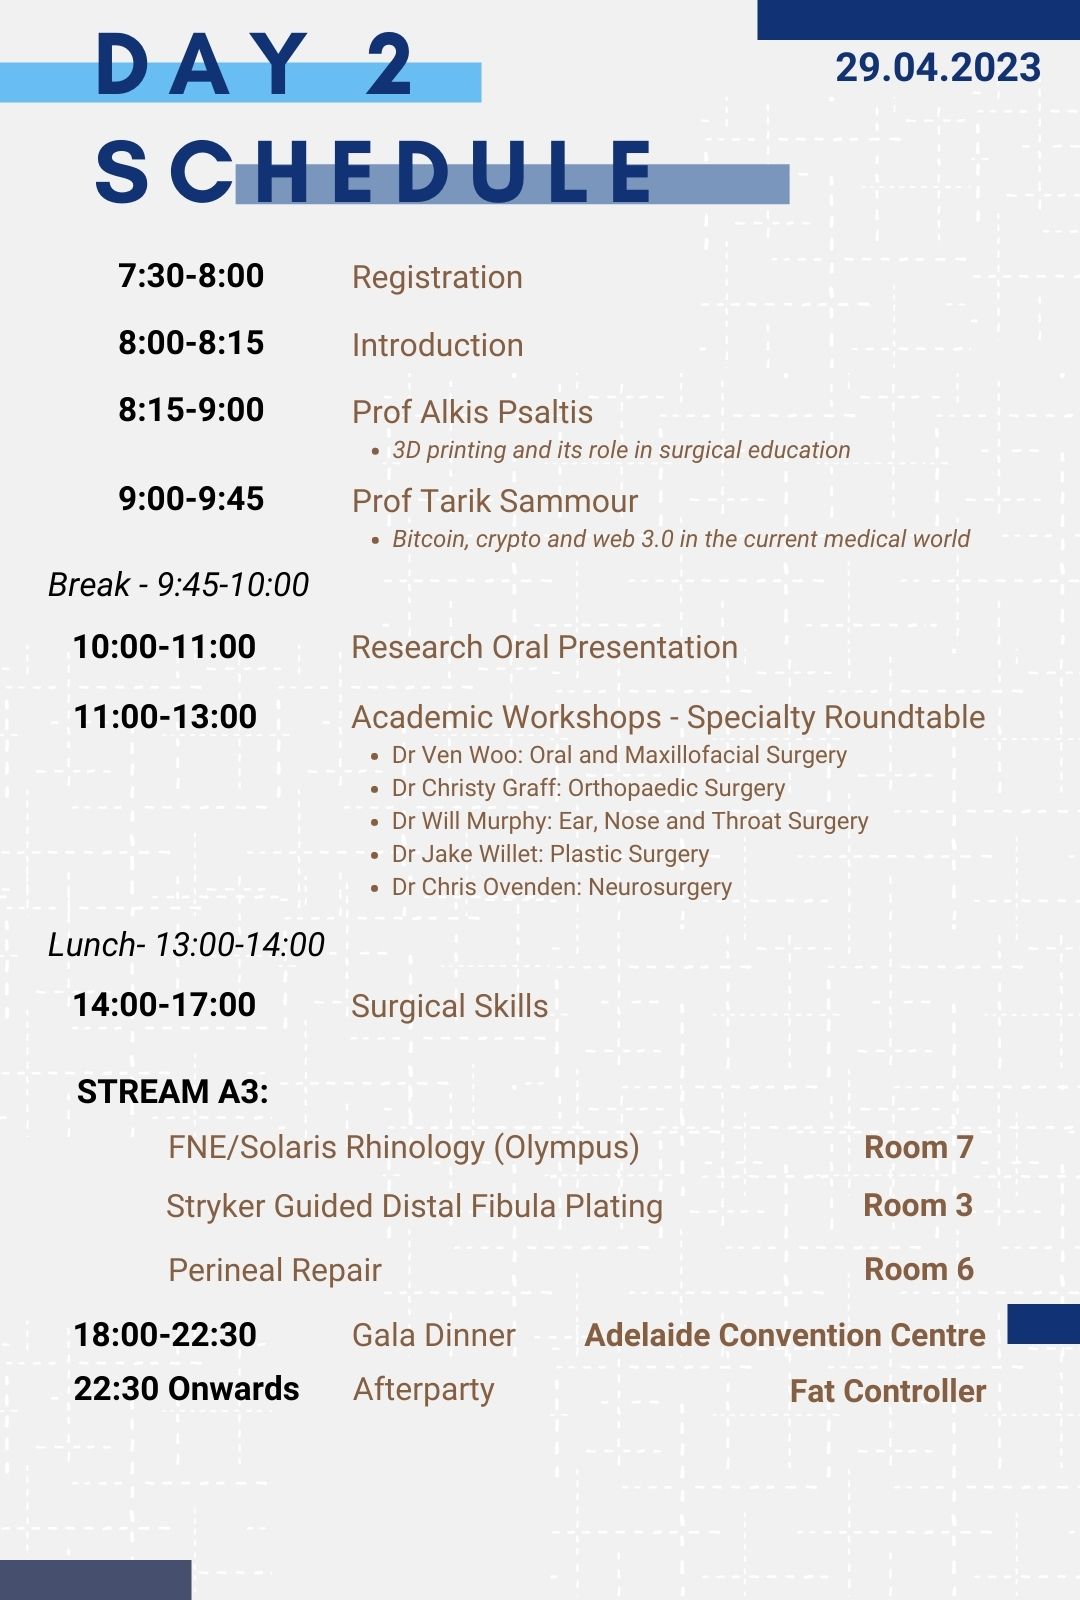 DAY 2
29.04.2023
SCHEDULE
7:30-8:00 Registration
8:00-8:15 Introduction
8:15-9:00 Prof Alkis Psaltis
• 3D printing and its role in surgical education
9:00-9:45 Prof Tarik Sammour
• Bitcoin, crypto and web 3.0 in the current medical world
Break - 9:45-10:00
10:00-11:00 Research Oral Presentation
11:00-13:00 Academic Workshops - Specialty Roundtable
• Dr Ven Woo: Oral and Maxillofacial Surgery
• Dr Christy Graff: Orthopaedic Surgery
• Dr Will Murphy: Ear, Nose and Throat Surgery
• Dr Jake Willet: Plastic Surgery
• Dr Chris Ovenden: Neurosurgery
Lunch- 13:00-14:00
14:00-17:00 Surgical Skills
STREAM A3:
FNE/Solaris Rhinology (Olympus) Room 7
Stryker Guided Distal Fibula Plating Room 3
Perineal Repair Room 6
18:00-22:30 Gala Dinner Adelaide Convention Centre
22:30 Onwards Afterparty Fat Controller